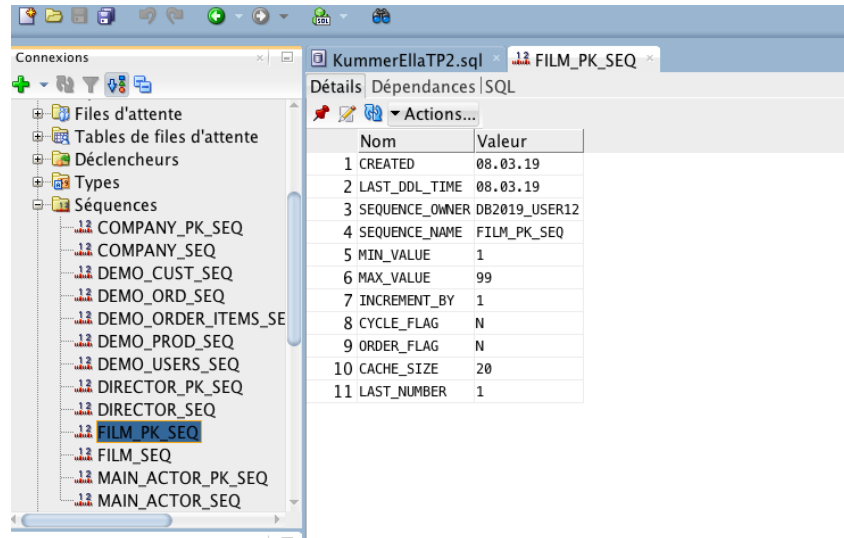 Connexions
Files d'attente
Tables de files d'attente
Déclencheurs
Types
Séquences
COMPANY_PK_SEQ
COMPANY_SEQ
DEMO_CUST_SEQ
DEMO_ORD_SEQ
DEMO_ORDER_ITEMS_SE
DEMO_PROD_SEQ
DEMO_USERS_SEQ
DIRECTOR_PK_SEQ
DIRECTOR_SEQ
FILM_PK_SEQ
FILM_SEQ
MAIN_ACTOR_PK_SEQ
MAIN_ACTOR_SEQ
KummerEllaTP2.sql FILM_PK_SEQ
Détails Dépendances SQL
Actions...
Nom Valeur
1 CREATED 08.03.19
2 LAST_DDL_TIME 08.03.19
3 SEQUENCE_OWNER DB2019_USER12
4 SEQUENCE_NAME FILM_PK_SEQ
5 MIN_VALUE 1
6 MAX_VALUE 99
7 INCREMENT_BY 1
8 CYCLE_FLAG N
9 ORDER_FLAG N
10 CACHE_SIZE 20
11 LAST_NUMBER 1